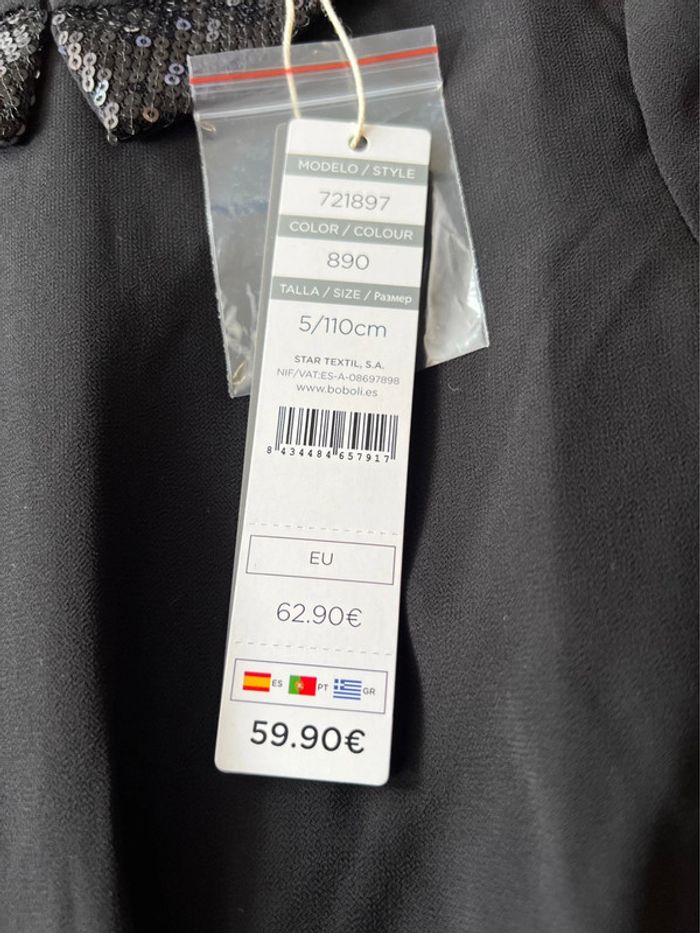 MODELO / STYLE
721897
COLOR / COLOUR
890
TALLA / SIZE / Размер
5/110cm
STAR TEXTIL, S.A.
NIF/VAT:ES-A-08697898
www.boboli.es
8 434484 657917
EU
62.90€
ES PT GR
59.90€